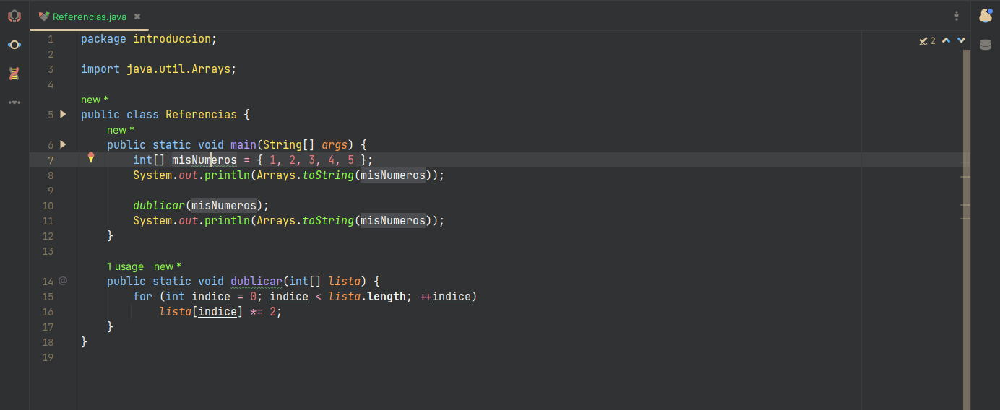 Referencias.java
2
1 package introduccion;
2
3 import java.util.Arrays;
4
new *
5 public class Referencias {
new *
6 public static void main(String[] args) {
7 int[] misNumeros = { 1, 2, 3, 4, 5 };
8 System.out.println(Arrays.toString(misNumeros));
9
10 dublicar(misNumeros);
11 System.out.println(Arrays.toString(misNumeros));
12 }
13
1 usage new *
14 @ public static void dublicar(int[] lista) {
15 for (int indice = 0; indice < lista.length; ++indice)
16 lista[indice] *= 2;
17 }
18 }
19